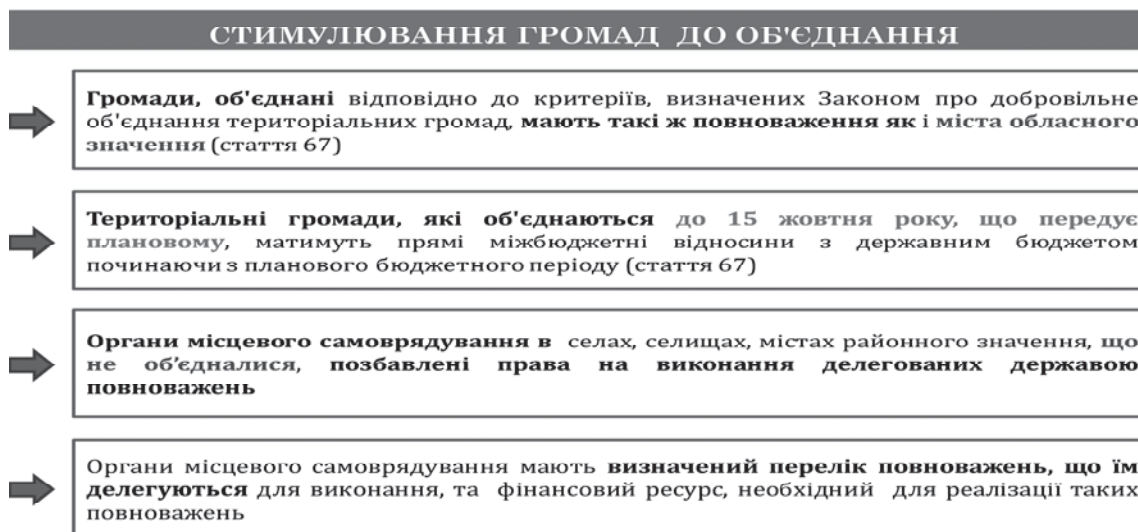 СТИМУЛЮВАННЯ ГРОМАД ДО ОБ'ЄДНАННЯ
Громади, об'єднані відповідно до критеріїв, визначених Законом про добровільне
об'єднання територіальних громад, мають такі ж повноваження як і міста обласного
значення (стаття 67)
Територіальні громади, які об'єднаються до 15 жовтня року, що передує
плановому, матимуть прямі міжбюджетні відносини з державним бюджетом
починаючи з планового бюджетного періоду (стаття 67)
Органи місцевого самоврядування в селах, селищах, містах районного значення, що
не об’єдналися, позбавлені права на виконання делегованих державою
повноважень
Органи місцевого самоврядування мають визначений перелік повноважень, що їм
делегуються для виконання, та фінансовий ресурс, необхідний для реалізації таких
повноважень